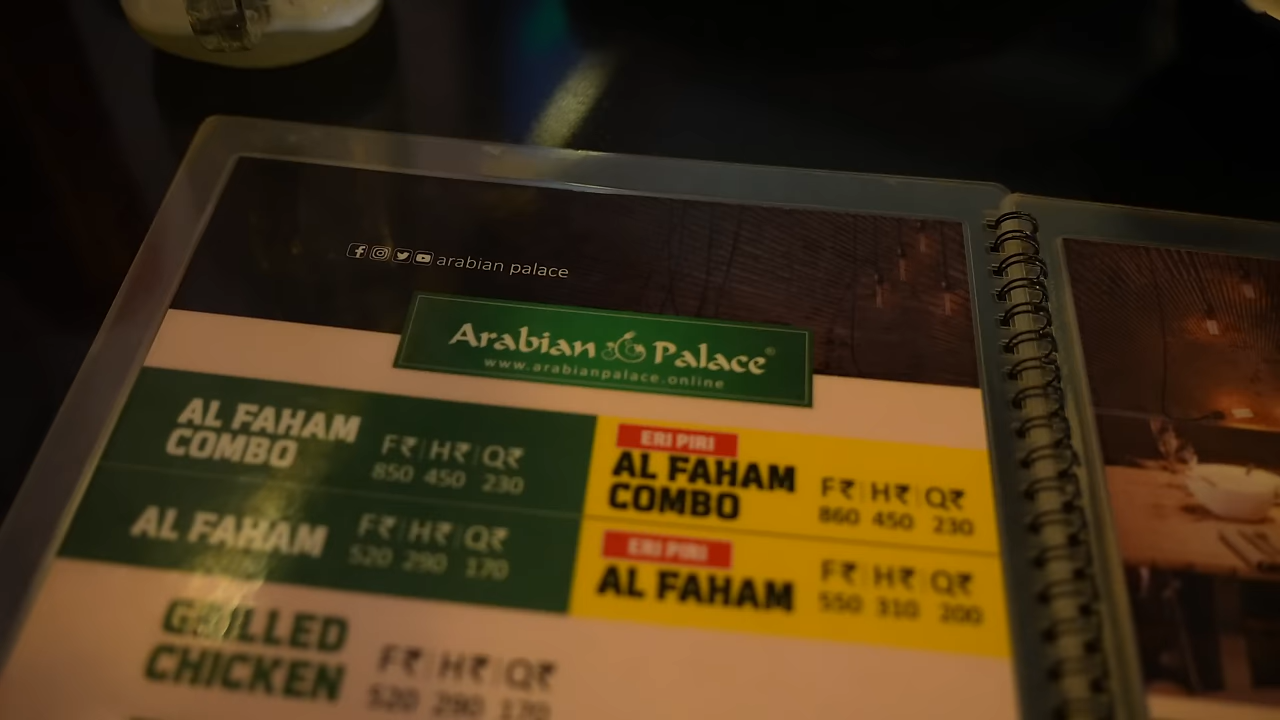 arabian palace
Arabian Palace®
www.arabianpalace.online
AL FAHAM
COMBO
F₹|H₹|Q₹
850 450 230
AL FAHAM
F₹|H₹|Q₹
520 290 170
ERI PIRI
AL FAHAM
COMBO
F₹|H₹|Q₹
860 450 230
ERI PIRI
AL FAHAM
F₹|H₹|Q₹
550 310 200
GRILLED
CHICKEN
F₹|H₹|Q₹
520 290 170